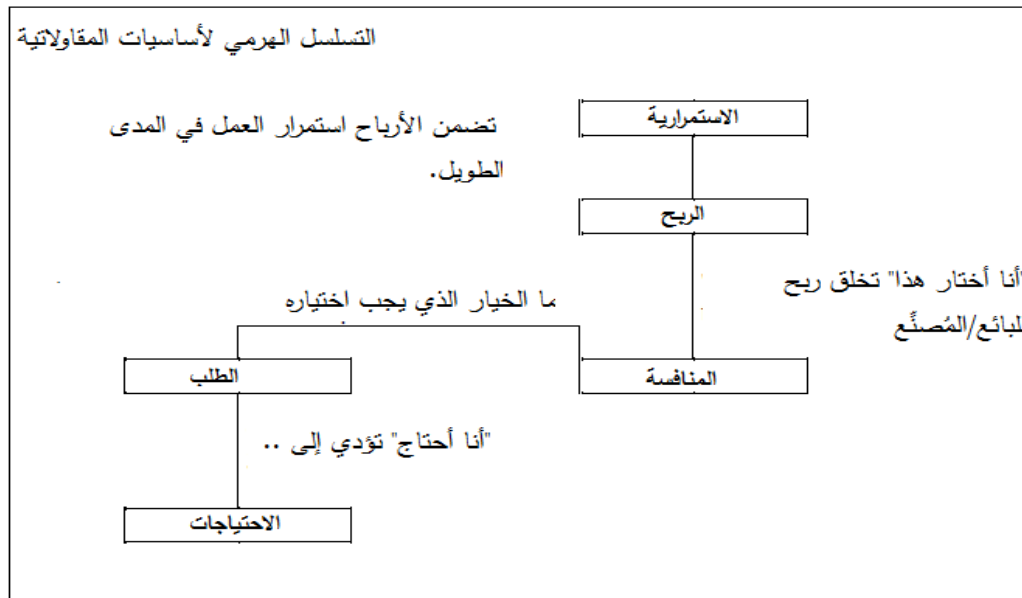 التسلسل الهرمي لأساسيات المقاولاتية
الاستمرارية
تضمن الأرباح استمرار العمل في المدى
الطويل.
الربح
"أنا أختار هذا" تخلق ربح
للبائع/المُصنِّع
ما الخيار الذي يجب اختياره
المنافسة
الطلب
"أنا أحتاج" تؤدي إلى ..
الاحتياجات